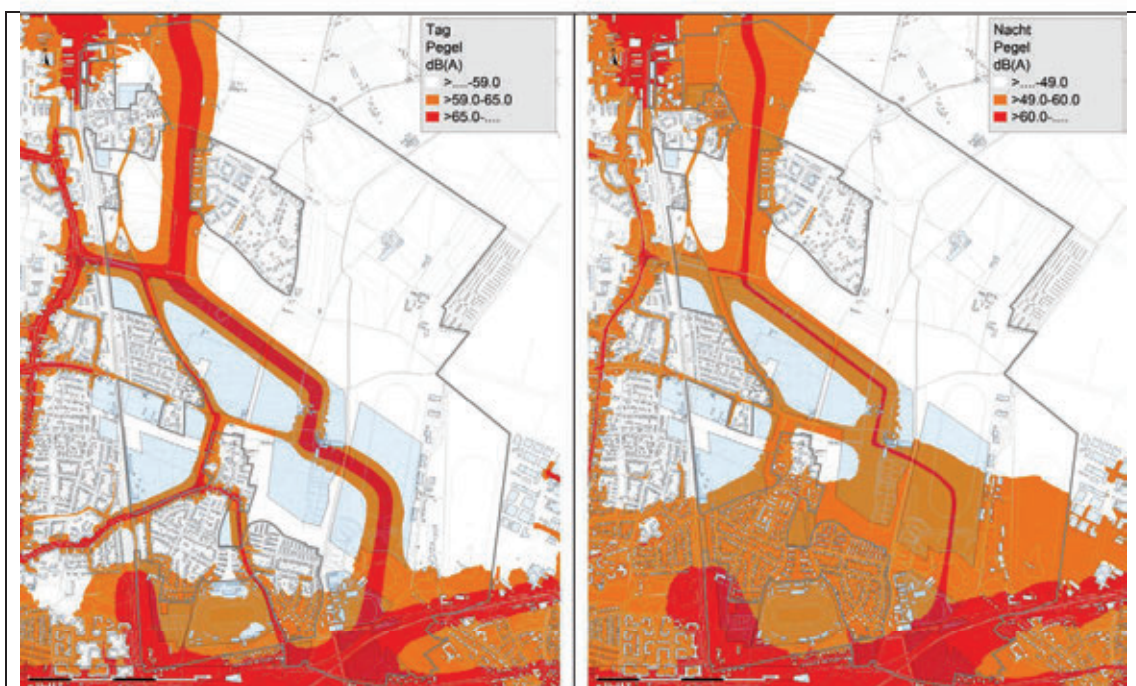 Tag
Pegel
dB(A)
>....-59.0
>59.0-65.0
>65.0-....
Nacht
Pegel
dB(A)
>....-49.0
>49.0-60.0
>60.0-....